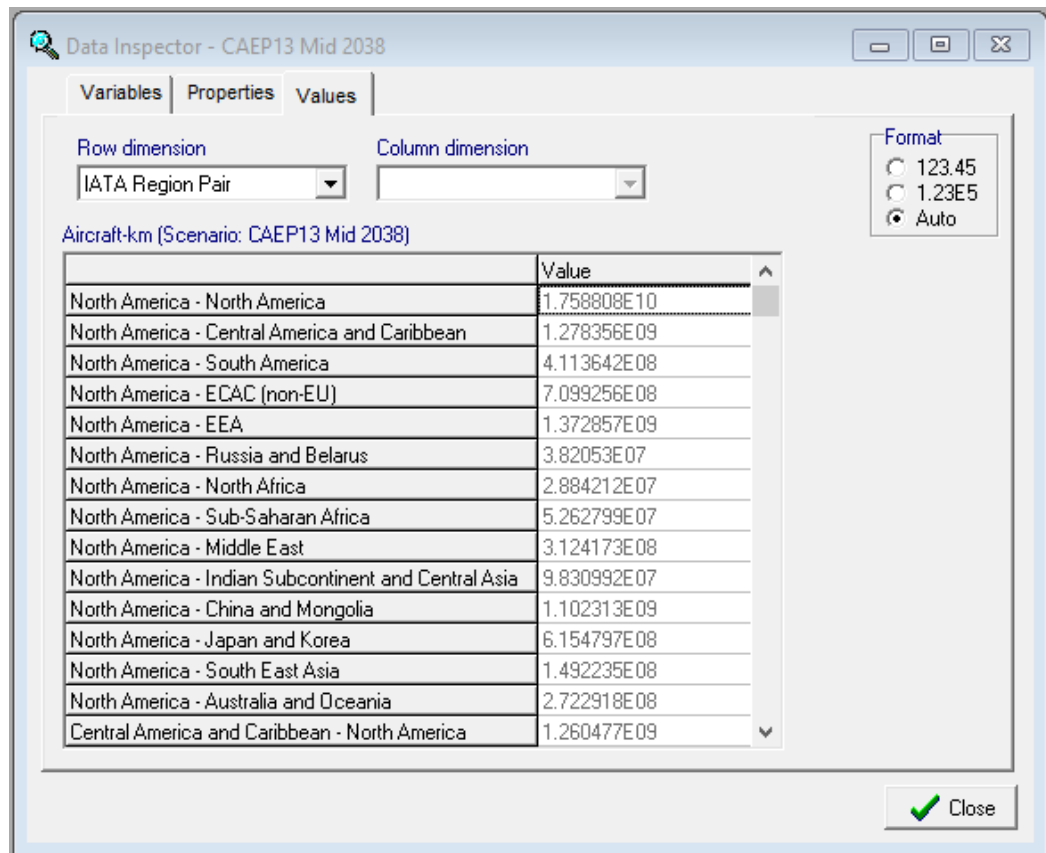 Data Inspector - CAEP13 Mid 2038
Variables Properties Values
Row dimension Column dimension
IATA Region Pair
Format
123.45
1.23E5
Auto
Aircraft-km (Scenario: CAEP13 Mid 2038)
Value
North America - North America 1.758808E10
North America - Central America and Caribbean 1.278356E09
North America - South America 4.113642E08
North America - ECAC (non-EU) 7.099256E08
North America - EEA 1.372857E09
North America - Russia and Belarus 3.82053E07
North America - North Africa 2.884212E07
North America - Sub-Saharan Africa 5.262799E07
North America - Middle East 3.124173E08
North America - Indian Subcontinent and Central Asia 9.830992E07
North America - China and Mongolia 1.102313E09
North America - Japan and Korea 6.154797E08
North America - South East Asia 1.492235E08
North America - Australia and Oceania 2.722918E08
Central America and Caribbean - North America 1.260477E09
Close